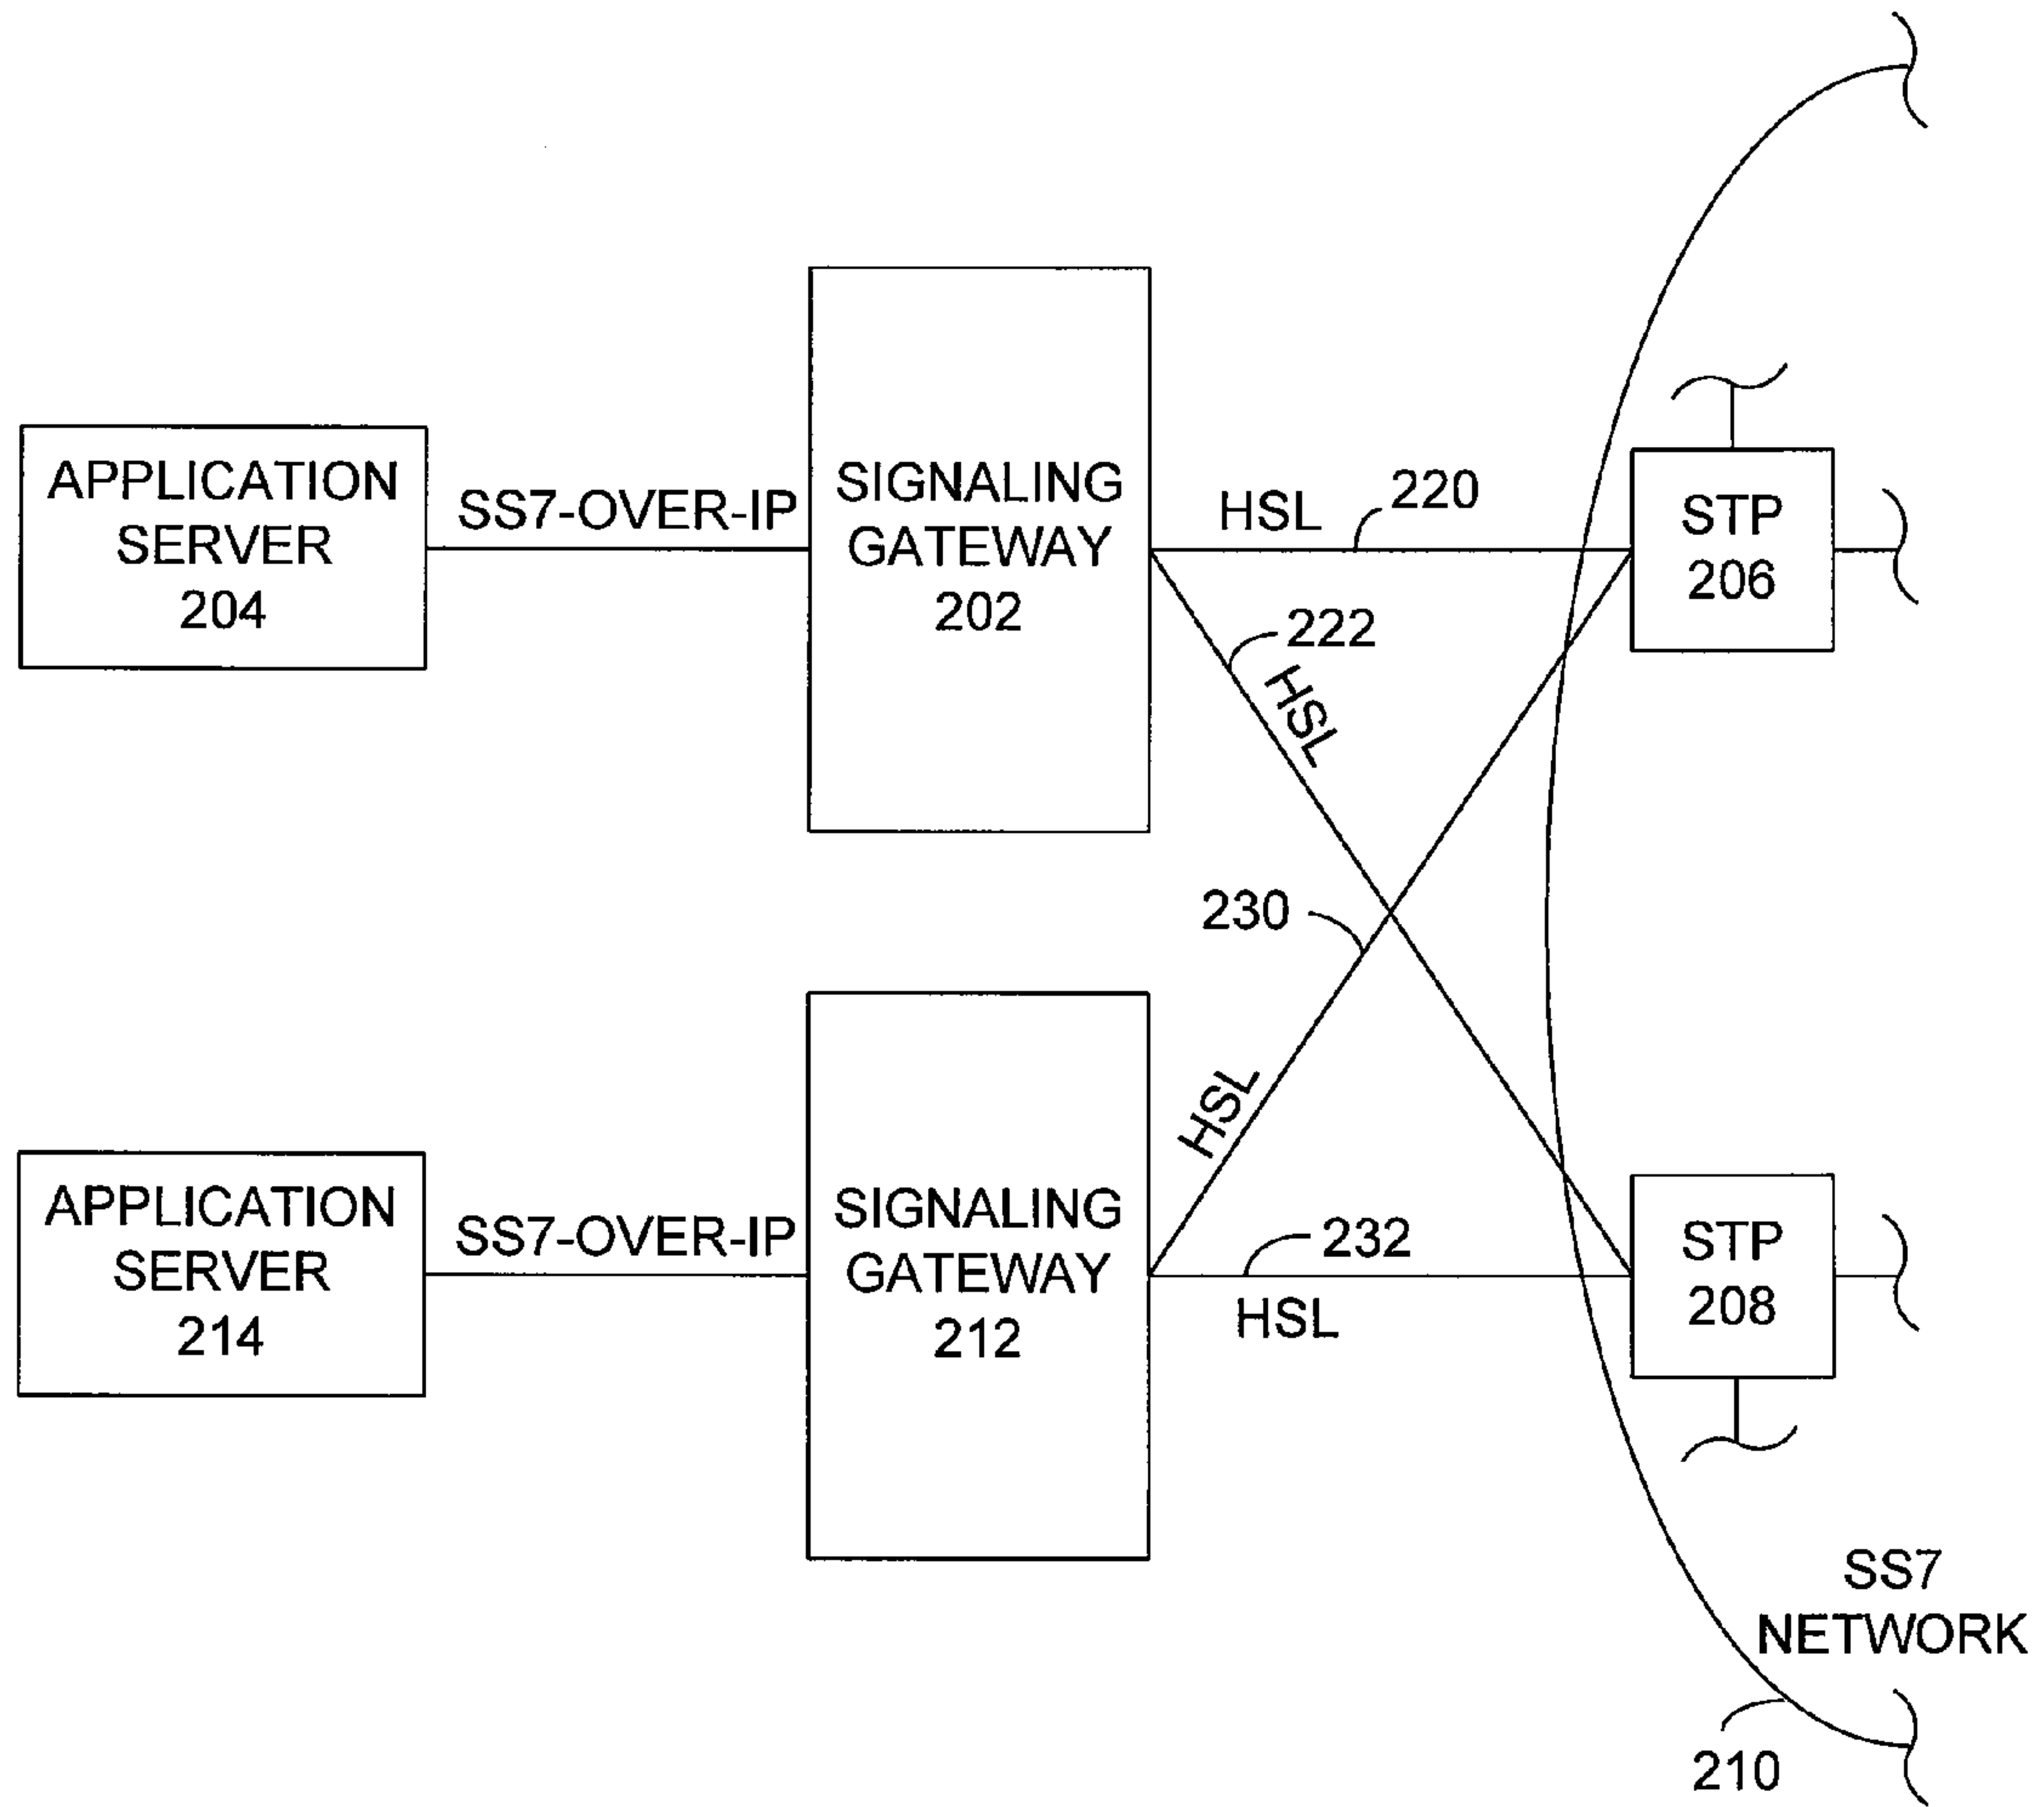 APPLICATION
SERVER
204
SS7-OVER-IP
SIGNALING
GATEWAY
202
HSL
220
STP
206
222
HSL
230
HSL
APPLICATION
SERVER
214
SS7-OVER-IP
SIGNALING
GATEWAY
212
232
HSL
STP
208
SS7
NETWORK
210